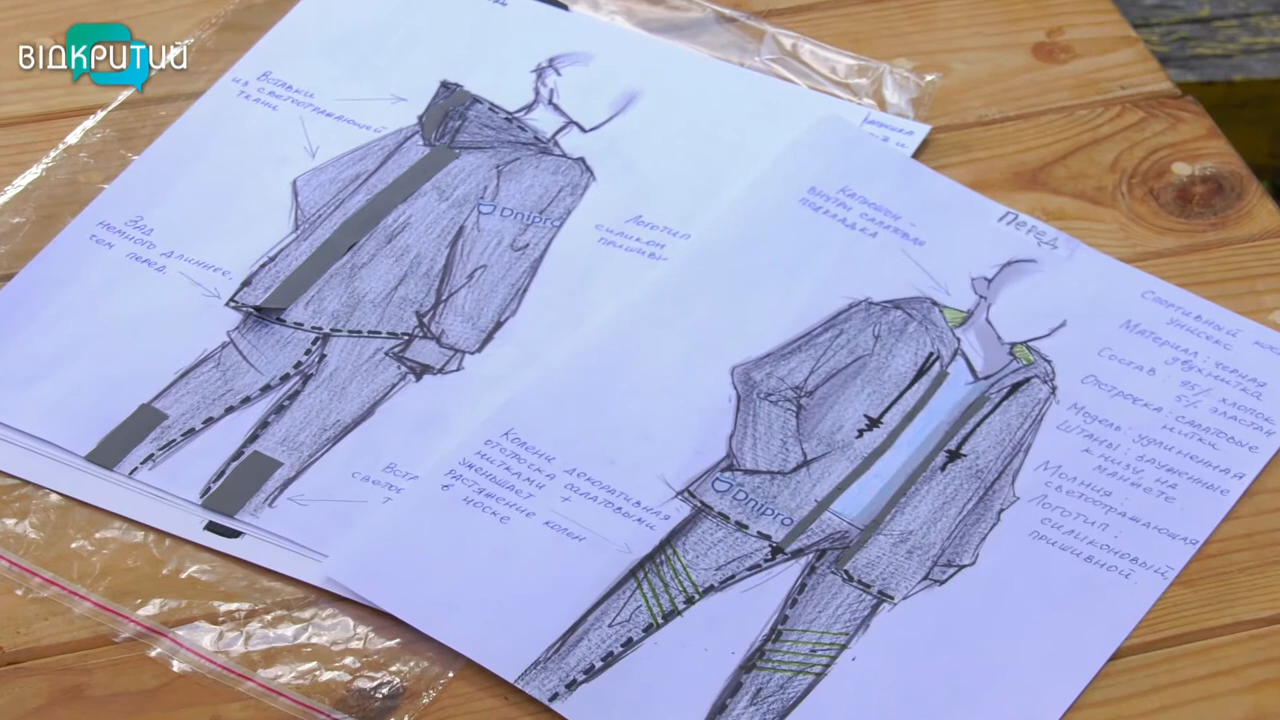 ВІДКРИТИЙ
Вставки
из светоотражающей
ткани
Зад
немного длиннее,
чем перед.
Dnipro
Логотип
силикон
Капюшон -
внутри салатовая
подкладка
Перед
Спортивный
унисекс
Материал: черная
двухнитка
Состав: 95% хлопок
5% эластан
Отстрочка: салатовые
нитки
Модель: удлиненная
Штаны: зауженные
книзу на
манжете
Молния:
светоотражающая
Логотип:
силиконовый,
пришивной.
Колени декоративная
отстрочка салатовыми
нитками +
уменьшает
растяжение колен
в носке
Dnipro